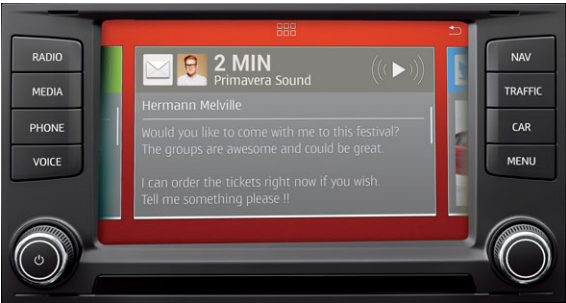 RADIO
MEDIA
PHONE
VOICE
2 MIN
Primavera Sound
Hermann Melville
Would you like to come with me to this festival?
The groups are awesome and could be great.
I can order the tickets right now if you wish.
Tell me something please !!
NAV
TRAFFIC
CAR
MENU